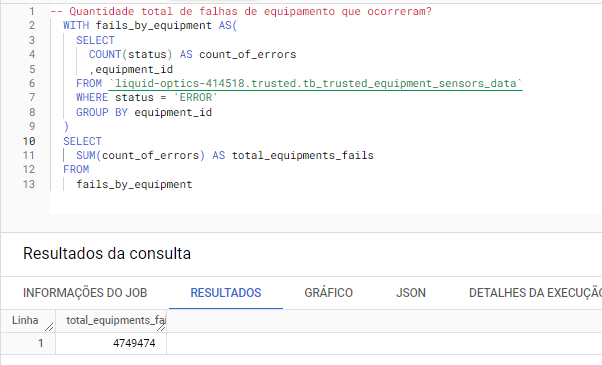 1 -- Quantidade total de falhas de equipamento que ocorreram?
2 WITH fails_by_equipment AS(
3 SELECT
4 COUNT(status) AS count_of_errors
5 ,equipment_id
6 FROM `liquid-optics-414518.trusted.tb_trusted_equipment_sensors_data`
7 WHERE status = 'ERROR'
8 GROUP BY equipment_id
9 )
10 SELECT
11 SUM(count_of_errors) AS total_equipments_fails
12 FROM
13 fails_by_equipment
Resultados da consulta
INFORMAÇÕES DO JOB RESULTADOS GRÁFICO JSON DETALHES DA EXECUÇÃO
Linha total_equipments_fai
1 4749474